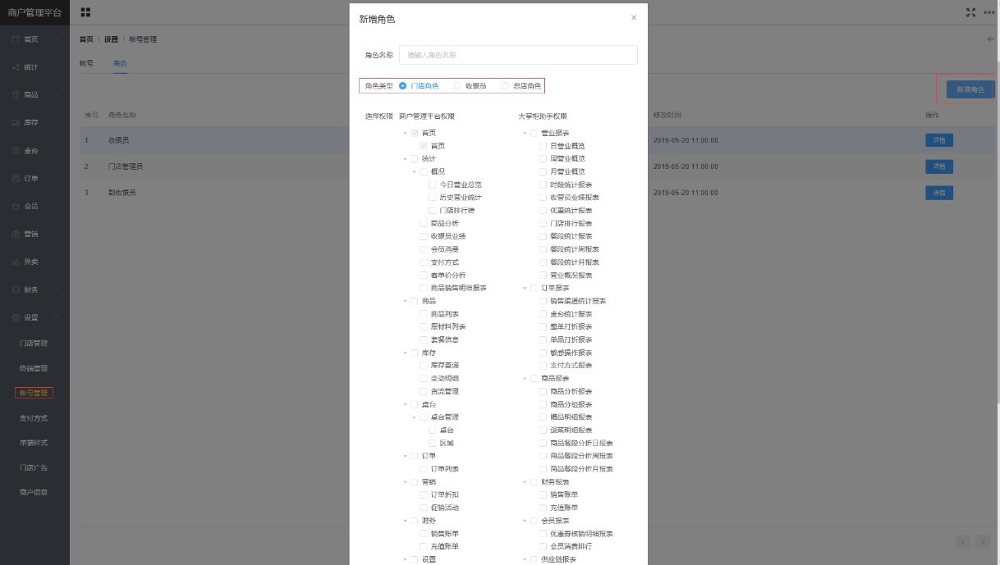 商户管理平台
首页
统计
商品
库存
桌台
订单
会员
营销
外卖
财务
设置
门店管理
终端管理
帐号管理
支付方式
单据样式
门店广告
商户信息
首页 / 设置 / 帐号管理
帐号 角色
新增角色
序号 角色名称 修改时间 操作
1 收银员 2019-05-20 11:00:00 详情
2 门店管理员 2019-05-20 11:00:00 详情
3 副收银员 2019-05-20 11:00:00 详情
新增角色
角色名称 请输入角色名称
角色类型 门店角色 收银员 总店角色
选择权限 商户管理平台权限
首页
首页
统计
概况
今日营业总览
历史营业统计
门店排行榜
商品分析
收银员业绩
会员消费
支付方式
客单价分析
商品销售明细报表
商品
商品列表
原材料列表
套餐信息
库存
库存查询
变动明细
货流管理
桌台
桌台管理
桌台
区域
订单
订单列表
营销
订单折扣
促销活动
财务
销售账单
充值账单
设置
大掌柜助手权限
营业报表
日营业概览
周营业概览
月营业概览
时段统计报表
收营员业绩报表
优惠统计报表
门店排行报表
餐段统计报表
餐段统计周报表
餐段统计月报表
营业概况报表
订单报表
销售渠道统计报表
桌台统计报表
整单打折报表
单品打折报表
敏感操作报表
支付方式报表
商品报表
商品分析报表
商品分组报表
赠品明细报表
退菜明细报表
商品餐段分析日报表
商品餐段分析周报表
商品餐段分析月报表
财务报表
销售账单
充值账单
会员报表
优惠券核销明细报表
会员消费排行
供应链报表